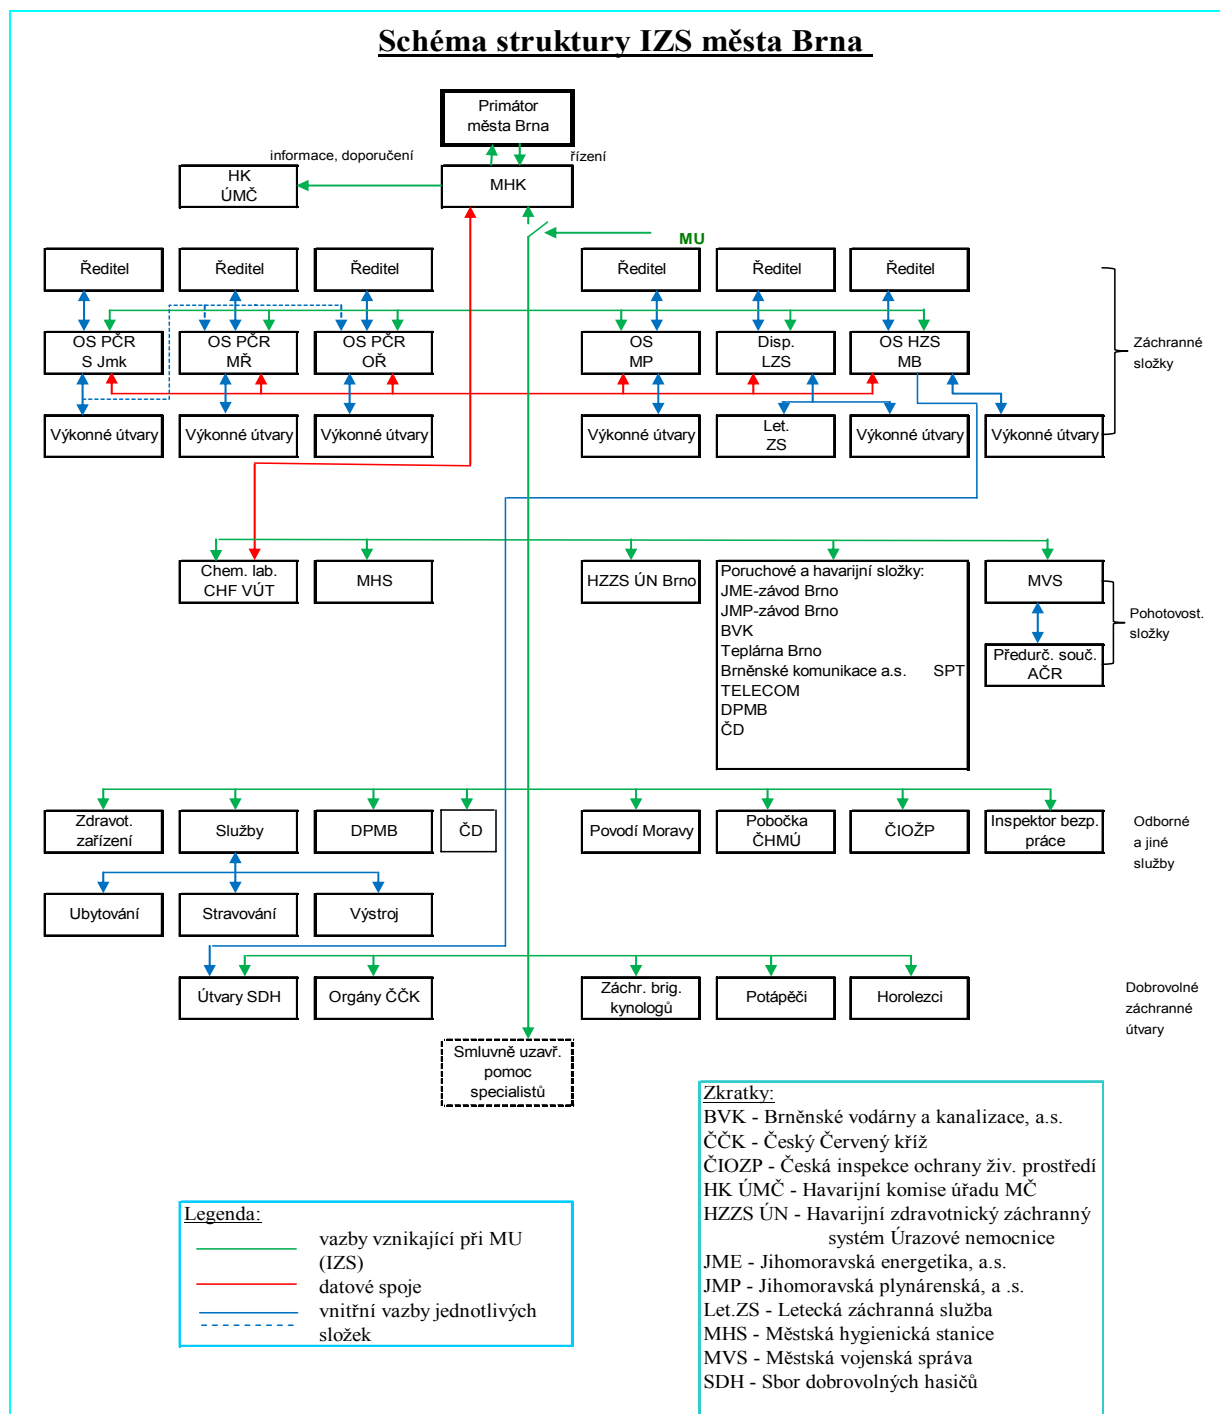 Schéma struktury IZS města Brna
Primátor
města Brna
informace, doporučení
řízení
HK
ÚMČ
MHK
MU
Ředitel
Ředitel
Ředitel
Ředitel
Ředitel
Ředitel
OS PČR
S Jmk
OS PČR
MŘ
OS PČR
OŘ
OS
MP
Disp.
LZS
OS HZS
MB
Záchranné
složky
Výkonné útvary
Výkonné útvary
Výkonné útvary
Výkonné útvary
Let.
ZS
Výkonné útvary
Výkonné útvary
Chem. lab.
CHF VÚT
MHS
HZZS ÚN Brno
Poruchové a havarijní složky:
JME-závod Brno
JMP-závod Brno
BVK
Teplárna Brno
Brněnské komunikace a.s. SPT
TELECOM
DPMB
ČD
MVS
Předurč. souč.
AČR
Pohotovost.
složky
Zdravot.
zařízení
Služby
DPMB
ČD
Povodí Moravy
Pobočka
ČHMÚ
ČIOŽP
Inspektor bezp.
práce
Odborné
a jiné
služby
Ubytování
Stravování
Výstroj
Útvary SDH
Orgány ČČK
Záchr. brig.
kynologů
Potápěči
Horolezci
Dobrovolné
záchranné
útvary
Smluvně uzavř.
pomoc
specialistů
Legenda:
vazby vznikající při MU
(IZS)
datové spoje
vnitřní vazby jednotlivých
složek
Zkratky:
BVK - Brněnské vodárny a kanalizace, a.s.
ČČK - Český Červený kříž
ČIOZP - Česká inspekce ochrany živ. prostředí
HK ÚMČ - Havarijní komise úřadu MČ
HZZS ÚN - Havarijní zdravotnický záchranný
systém Úrazové nemocnice
JME - Jihomoravská energetika, a.s.
JMP - Jihomoravská plynárenská, a .s.
Let.ZS - Letecká záchranná služba
MHS - Městská hygienická stanice
MVS - Městská vojenská správa
SDH - Sbor dobrovolných hasičů